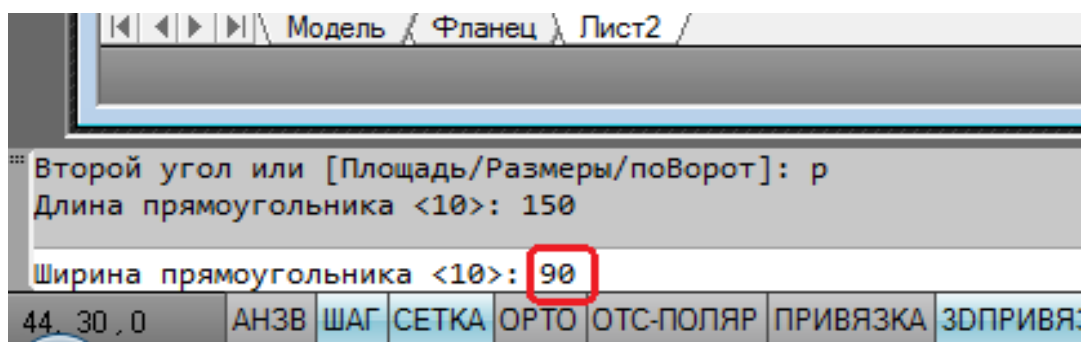 Модель Фланец Лист2
Второй угол или [Площадь/Размеры/поВорот]: р
Длина прямоугольника <10>: 150
Ширина прямоугольника <10>: 90
44, 30 , 0 АНЗВ ШАГ СЕТКА ОРТО ОТС-ПОЛЯР ПРИВЯЗКА 3DПРИВЯЗ